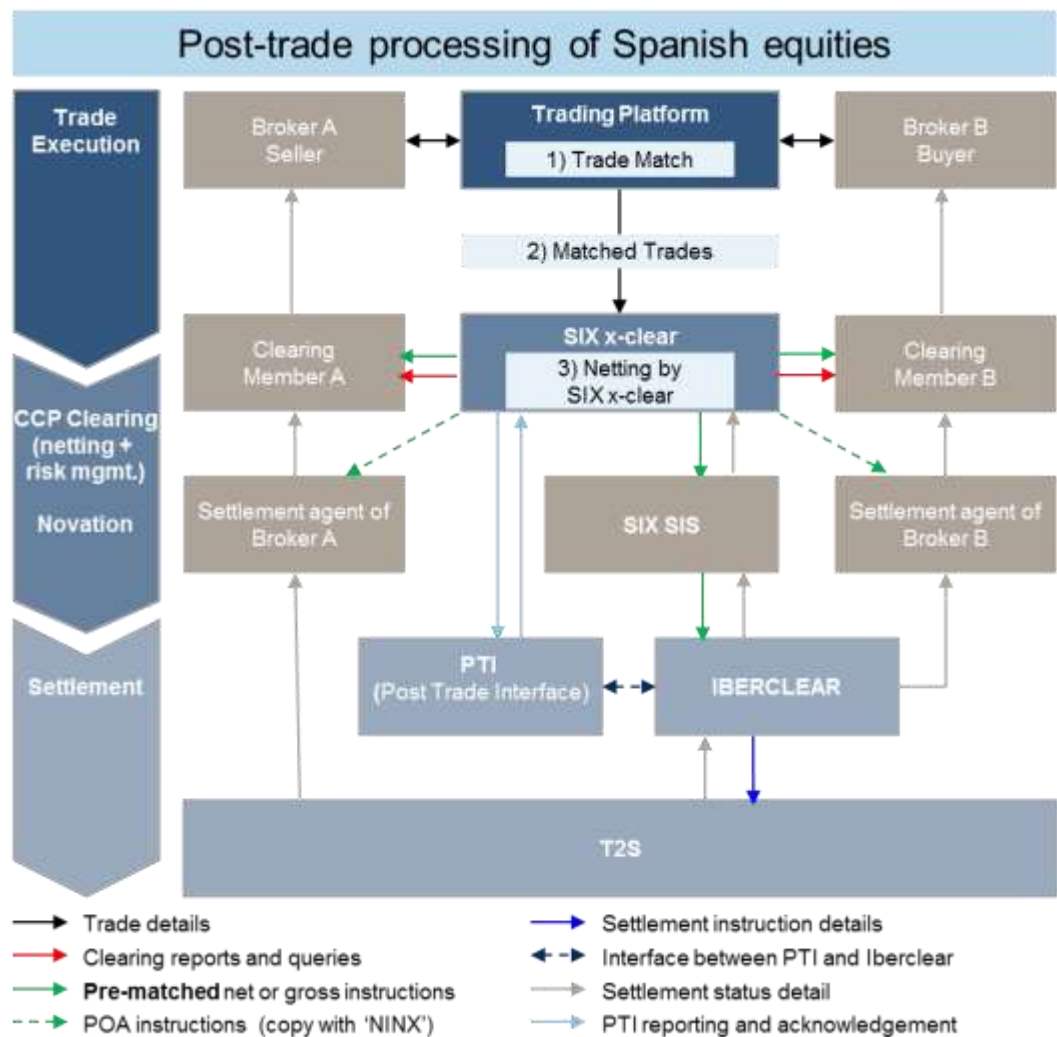 Post-trade processing of Spanish equities
Trade
Execution
Broker A
Seller
Trading Platform
1) Trade Match
Broker B
Buyer
2) Matched Trades
Clearing
Member A
SIX x-clear
3) Netting by
SIX x-clear
Clearing
Member B
CCP Clearing
(netting +
risk mgmt.)
Novation
Settlement agent of
Broker A
SIX SIS
Settlement agent of
Broker B
Settlement
PTI
(Post Trade Interface)
IBERCLEAR
T2S
Trade details
Clearing reports and queries
Pre-matched net or gross instructions
POA instructions (copy with 'NINX')
Settlement instruction details
Interface between PTI and Iberclear
Settlement status detail
PTI reporting and acknowledgement